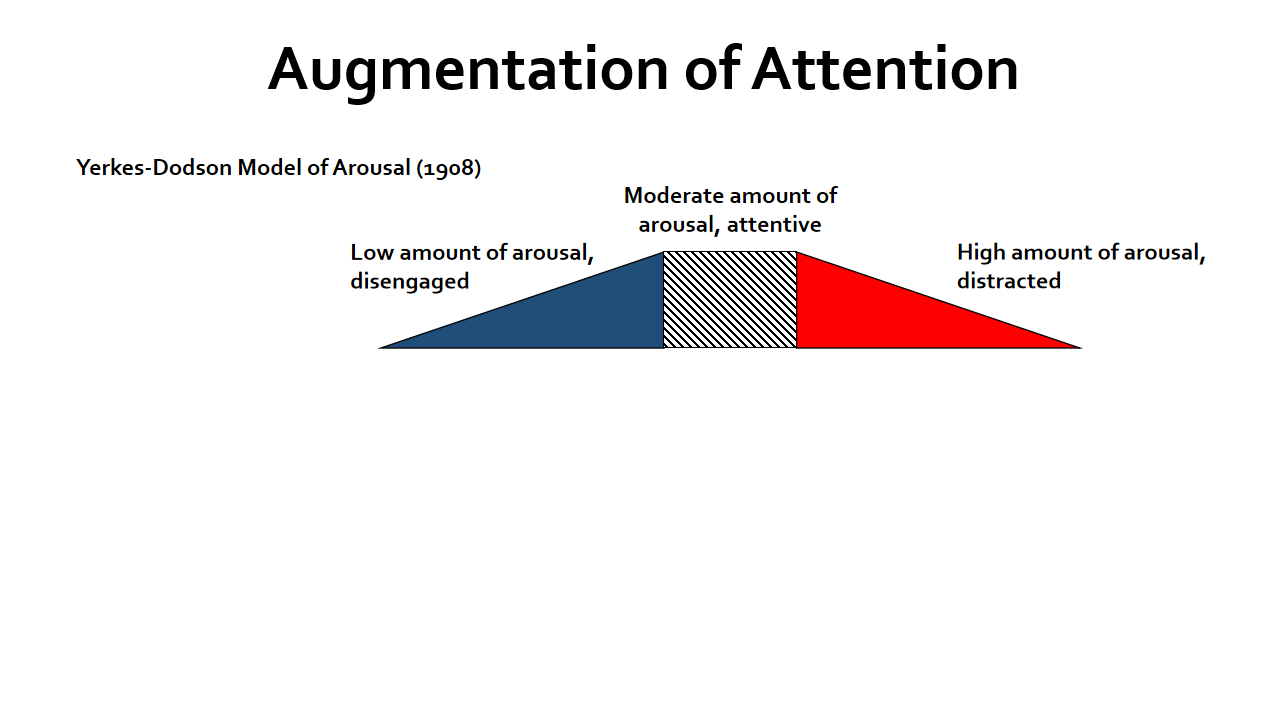 Augmentation of Attention
Yerkes-Dodson Model of Arousal (1908)
Moderate amount of
arousal, attentive
Low amount of arousal,
disengaged
High amount of arousal,
distracted